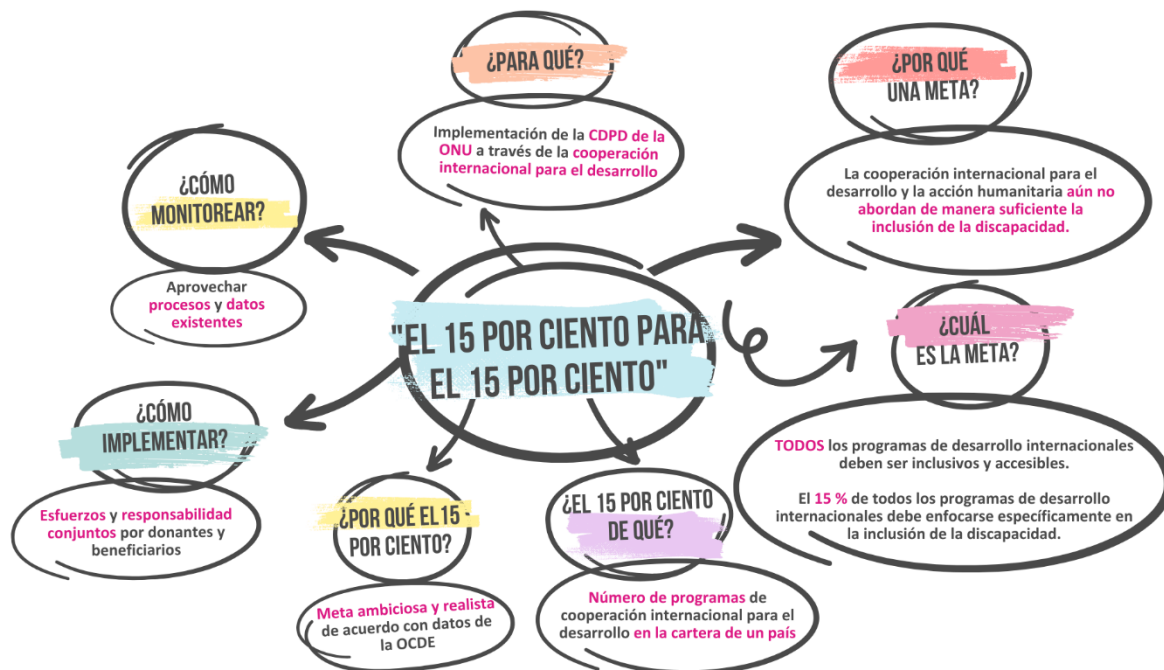 ¿PARA QUÉ?
Implementación de la CDPD de la
ONU a través de la cooperación
internacional para el desarrollo
¿POR QUÉ
UNA META?
La cooperación internacional para el
desarrollo y la acción humanitaria aún no
abordan de manera suficiente la
inclusión de la discapacidad.
¿CÓMO
MONITOREAR?
Aprovechar
procesos y datos
existentes
"EL 15 POR CIENTO PARA
EL 15 POR CIENTO"
¿CUÁL
ES LA META?
TODOS los programas de desarrollo internacionales
deben ser inclusivos y accesibles.
El 15 % de todos los programas de desarrollo
internacionales debe enfocarse específicamente en
la inclusión de la discapacidad.
¿CÓMO
IMPLEMENTAR?
Esfuerzos y responsabilidad
conjuntos por donantes y
beneficiarios
¿POR QUÉ EL 15 -
POR CIENTO?
Meta ambiciosa y realista
de acuerdo con datos de
la OCDE
¿EL 15 POR CIENTO
DE QUÉ?
Número de programas de
cooperación internacional para el
desarrollo en la cartera de un país